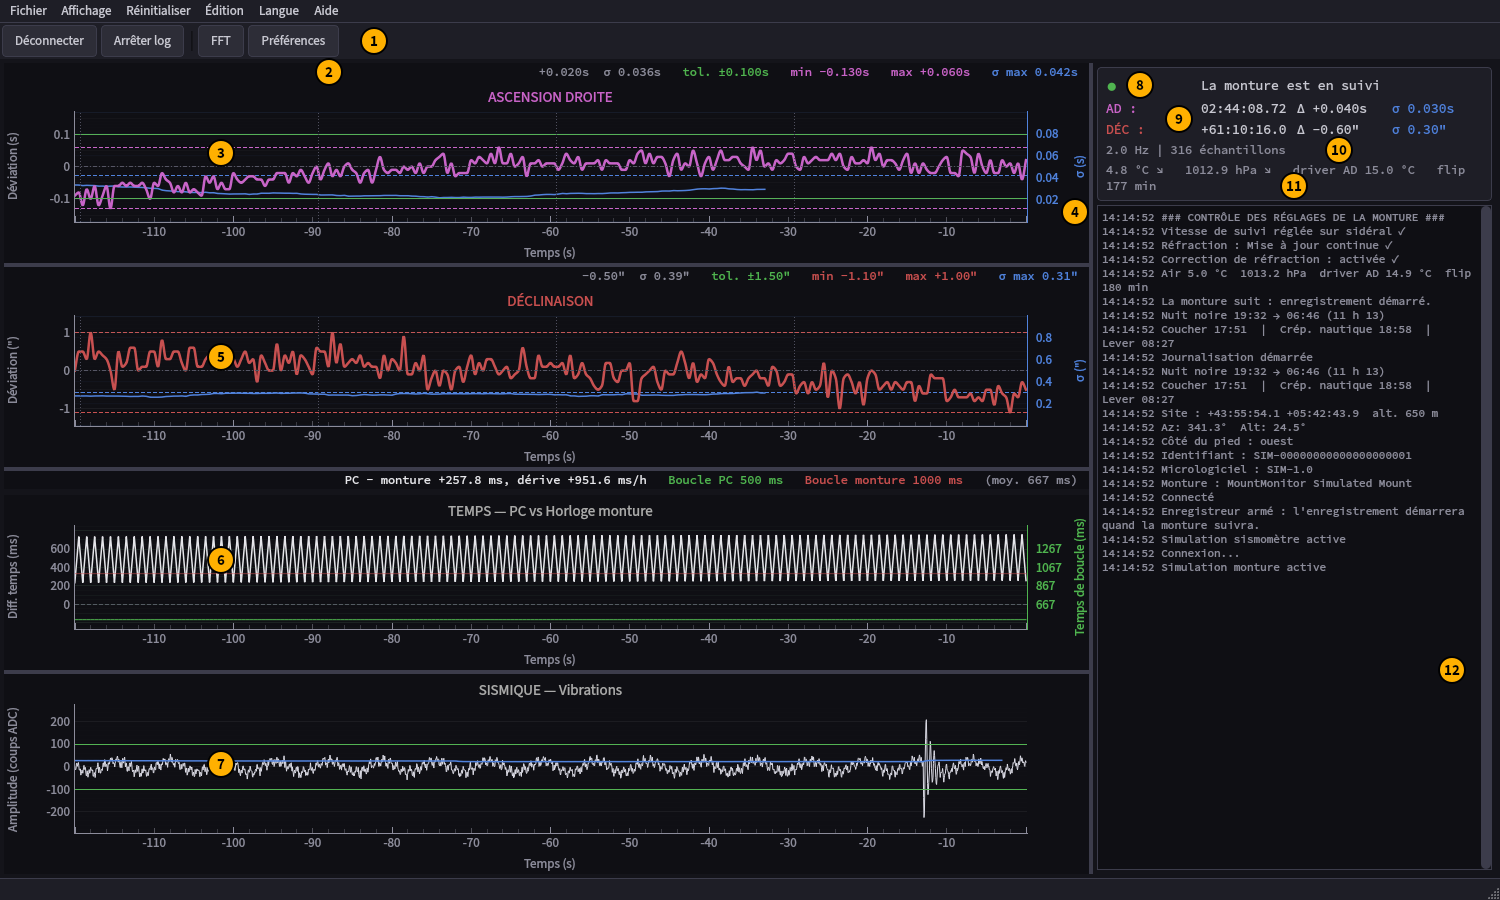 Fichier Affichage Réinitialiser Édition Langue Aide
Déconnecter Arrêter log FFT Préférences 1
2 +0.020s σ 0.036s tol. ±0.100s min −0.130s max +0.060s σ max 0.042s
ASCENSION DROITE
Déviation (s)
0.1
0
-0.1
3
0.08
0.06
0.04
0.02
σ (s)
4
-110 -100 -90 -80 -70 -60 -50 -40 -30 -20 -10
Temps (s)
−0.50" σ 0.39" tol. ±1.50" min −1.10" max +1.00" σ max 0.31"
DÉCLINAISON
Déviation (")
1
0
-1
5
0.8
0.6
0.4
0.2
σ (")
-110 -100 -90 -80 -70 -60 -50 -40 -30 -20 -10
Temps (s)
PC − monture +257.8 ms, dérive +951.6 ms/h Boucle PC 500 ms Boucle monture 1000 ms (moy. 667 ms)
TEMPS — PC vs Horloge monture
Diff. temps (ms)
600
400
200
0
6
1267
1067
867
667
Temps de boucle (ms)
-110 -100 -90 -80 -70 -60 -50 -40 -30 -20 -10
Temps (s)
SISMIQUE — Vibrations
Amplitude (coups ADC)
200
100
0
-100
-200
7
-110 -100 -90 -80 -70 -60 -50 -40 -30 -20 -10
Temps (s)
8 La monture est en suivi
AD : 02:44:08.72 Δ +0.040s σ 0.030s
9
DÉC : +61:10:16.0 Δ −0.60" σ 0.30"
2.0 Hz | 316 échantillons 10
4.8 °C ↘ 1012.9 hPa ↘ driver AD 15.0 °C flip
177 min 11
14:14:52 ### CONTRÔLE DES RÉGLAGES DE LA MONTURE ###
14:14:52 Vitesse de suivi réglée sur sidéral ✓
14:14:52 Réfraction : Mise à jour continue ✓
14:14:52 Correction de réfraction : activée ✓
14:14:52 Air 5.0 °C 1013.2 hPa driver AD 14.9 °C flip
180 min
14:14:52 La monture suit : enregistrement démarré.
14:14:52 Nuit noire 19:32 → 06:46 (11 h 13)
14:14:52 Coucher 17:51 | Crép. nautique 18:58 |
Lever 08:27
14:14:52 Journalisation démarrée
14:14:52 Nuit noire 19:32 → 06:46 (11 h 13)
14:14:52 Coucher 17:51 | Crép. nautique 18:58 |
Lever 08:27
14:14:52 Site : +43:55:54.1 +05:42:43.9 alt. 650 m
14:14:52 Az: 341.3° Alt: 24.5°
14:14:52 Côté du pied : ouest
14:14:52 Identifiant : SIM-00000000000000000001
14:14:52 Micrologiciel : SIM-1.0
14:14:52 Monture : MountMonitor Simulated Mount
14:14:52 Connecté
14:14:52 Enregistreur armé : l'enregistrement démarrera
quand la monture suivra.
14:14:52 Simulation sismomètre active
14:14:52 Connexion...
14:14:52 Simulation monture active
12